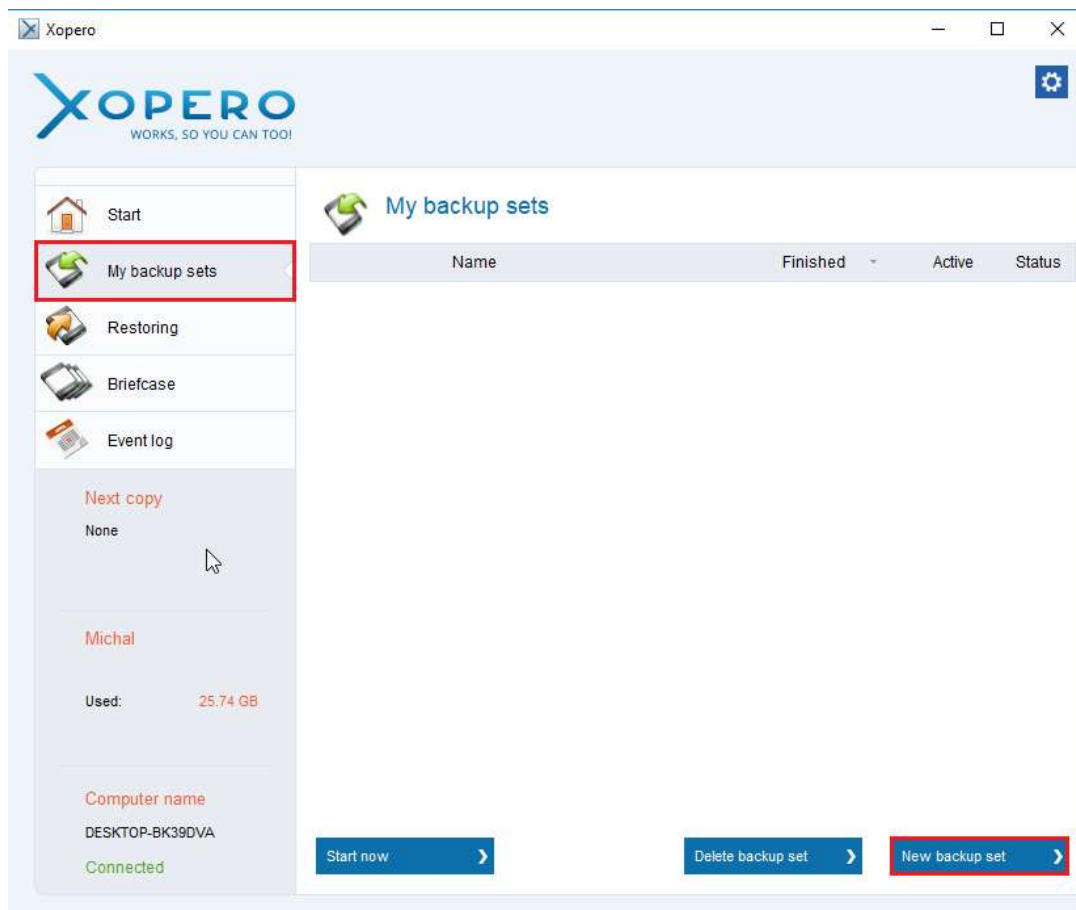 Xopero
XOPERO
WORKS, SO YOU CAN TOO!
Start
My backup sets
Restoring
Briefcase
Event log
Next copy
None
Michal
Used: 25.74 GB
Computer name
DESKTOP-BK39DVA
Connected
My backup sets
Name Finished Active Status
Start now Delete backup set New backup set